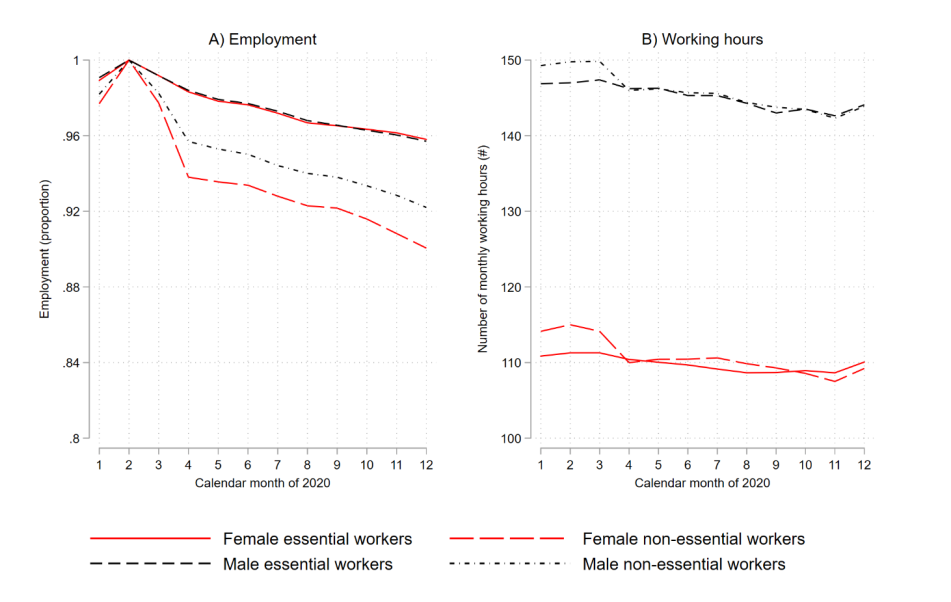 A) Employment
B) Working hours
Employment (proportion)
1
.96
.92
.88
.84
.8
1 2 3 4 5 6 7 8 9 10 11 12
Calendar month of 2020
Number of monthly working hours (#)
150
140
130
120
110
100
1 2 3 4 5 6 7 8 9 10 11 12
Calendar month of 2020
Female essential workers
Female non-essential workers
Male essential workers
Male non-essential workers